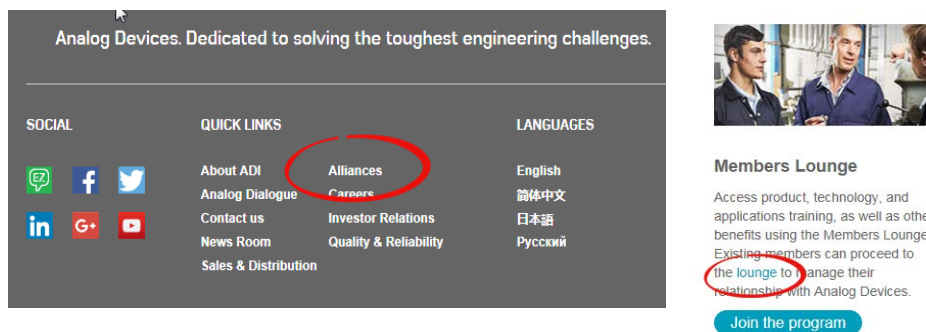 Analog Devices. Dedicated to solving the toughest engineering challenges.
SOCIAL
EZ
f
in
G+
QUICK LINKS
About ADI
Analog Dialogue
Contact us
News Room
Sales & Distribution
Alliances
Careers
Investor Relations
Quality & Reliability
LANGUAGES
English
简体中文
日本語
Русский
Members Lounge
Access product, technology, and
applications training, as well as othe
benefits using the Members Lounge
Existing members can proceed to
the lounge to manage their
relationship with Analog Devices.
Join the program